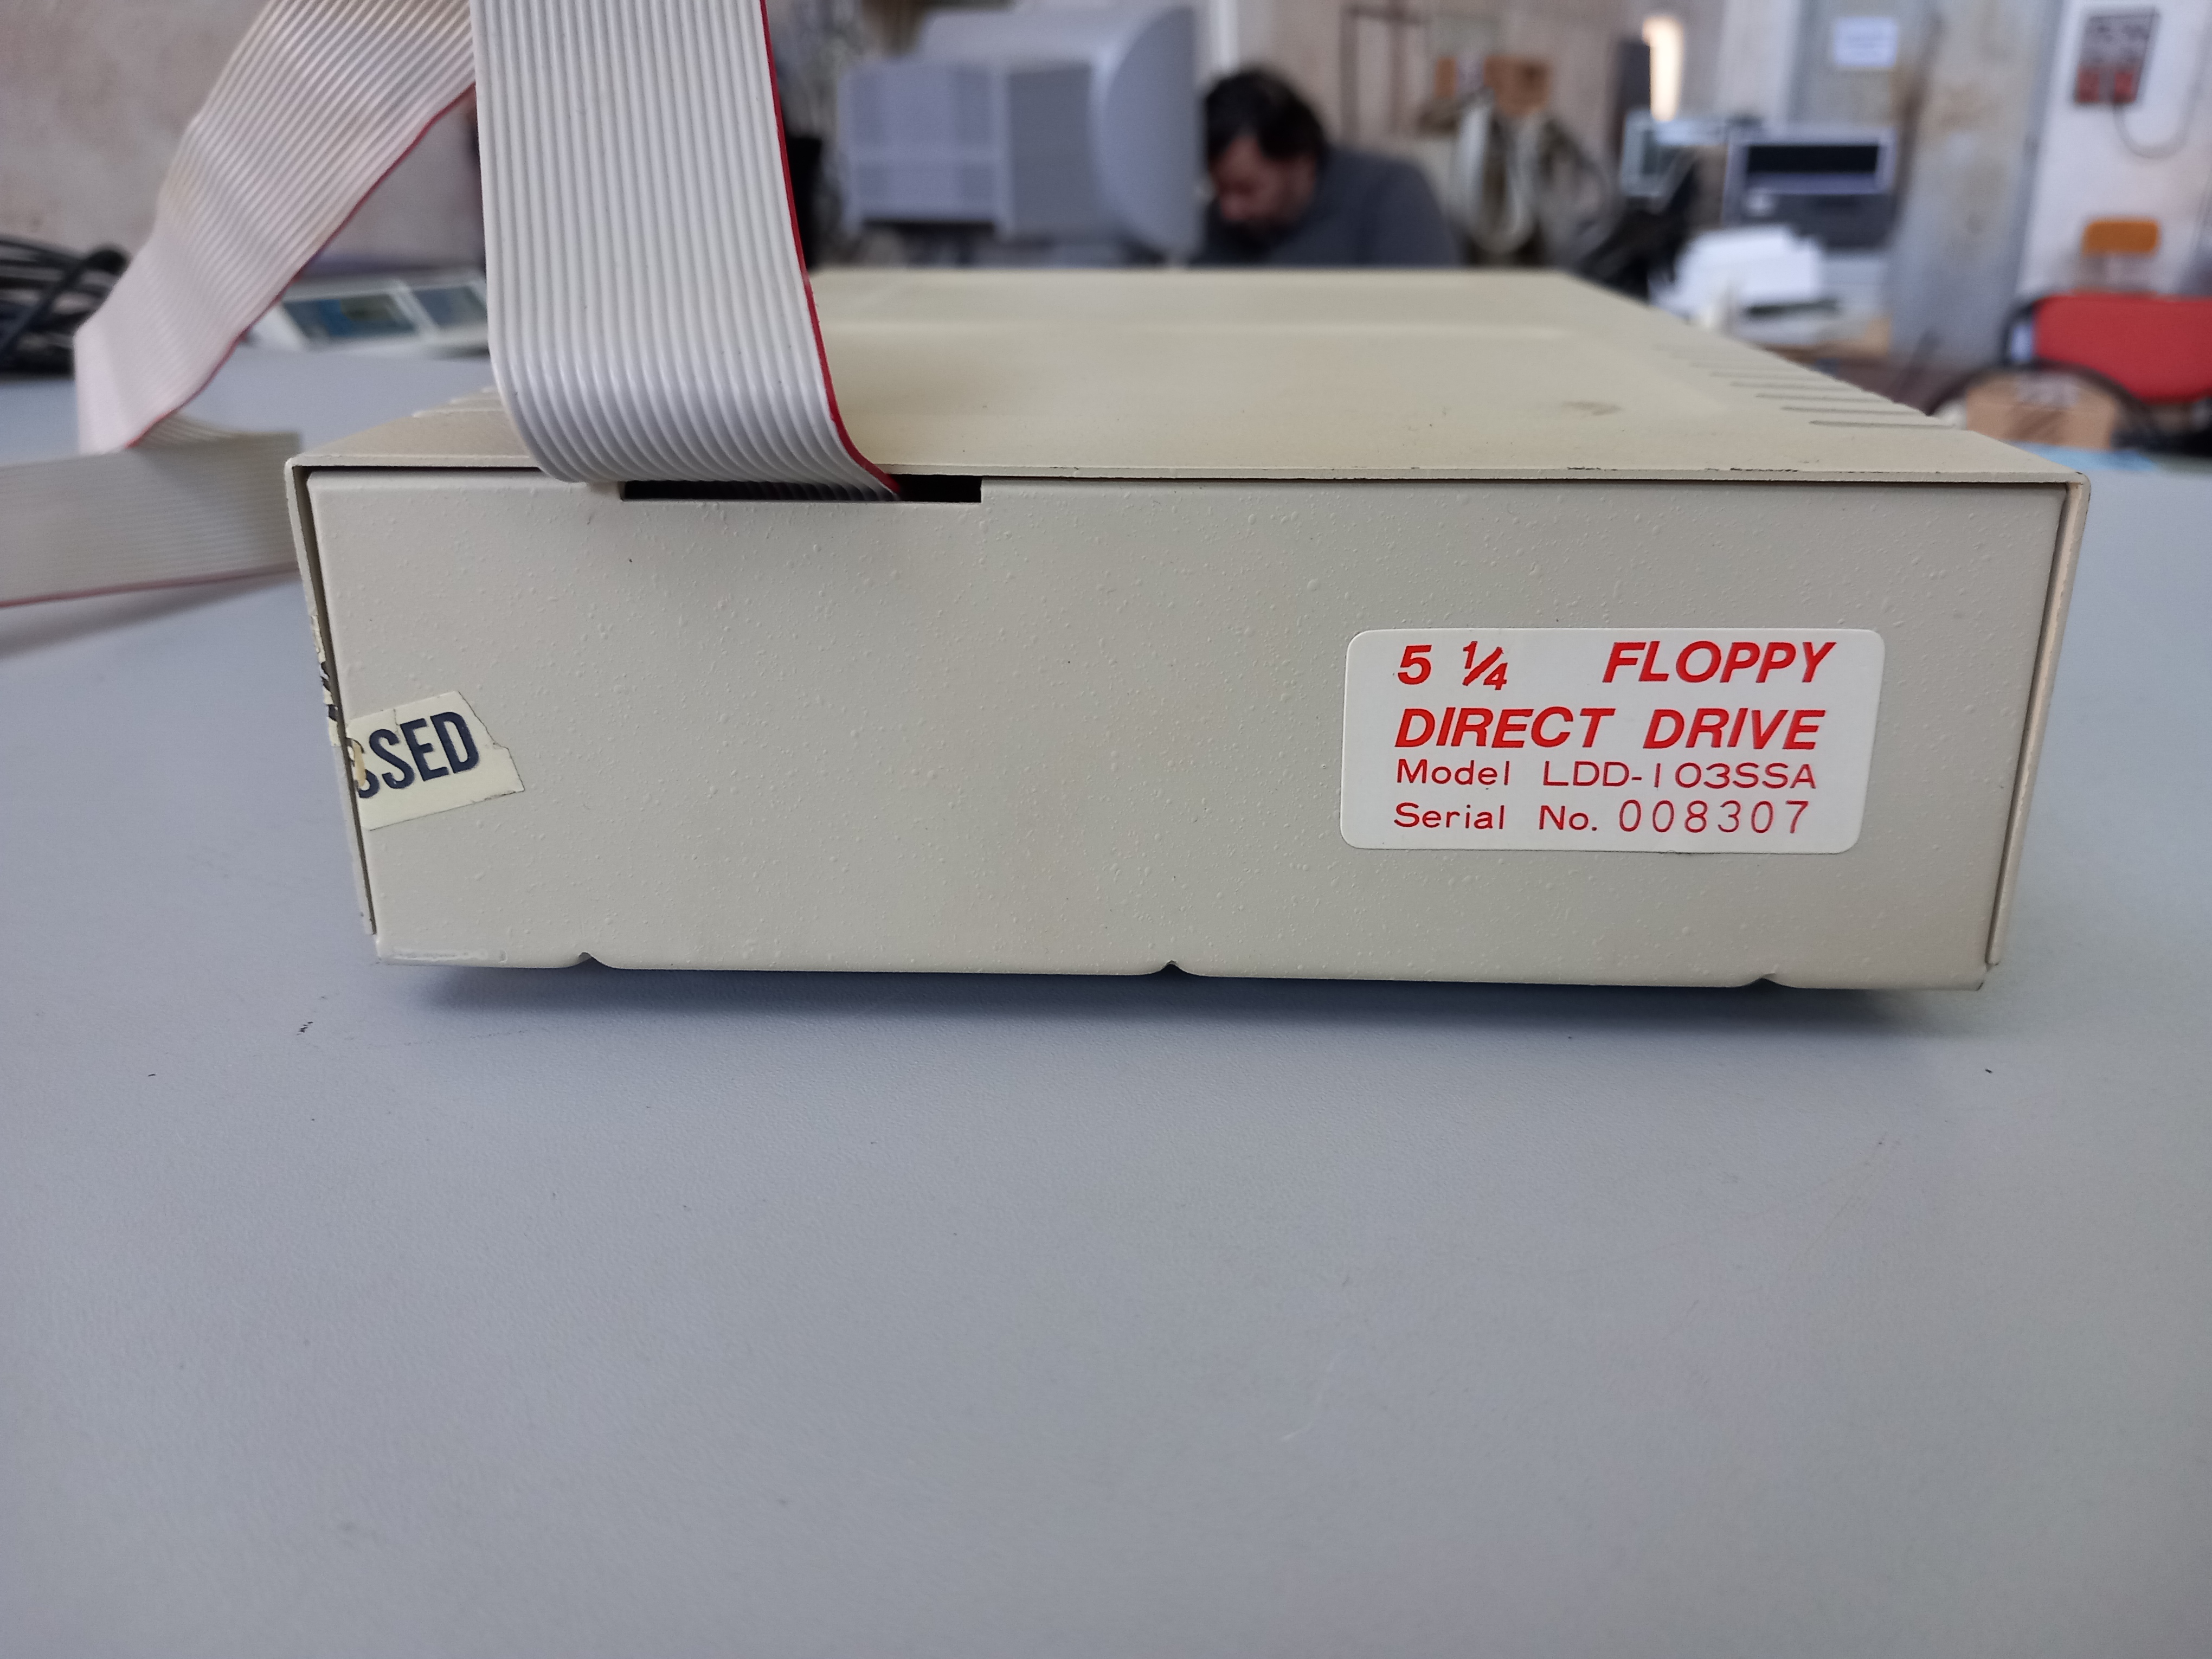 5 1/4 FLOPPY
DIRECT DRIVE
Model LDD-103SSA
Serial No. 008307
SSED